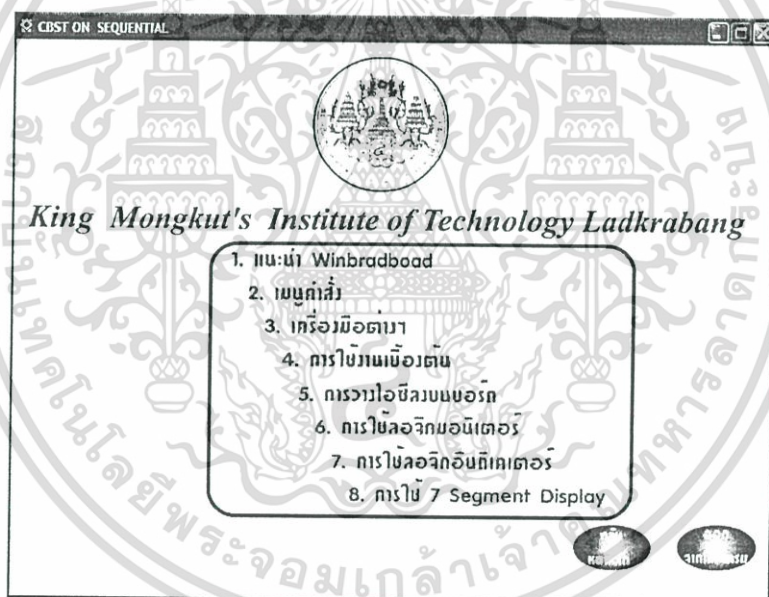 CBST ON SEQUENTIAL
King Mongkut's Institute of Technology Ladkrabang
1. แนะนำ Winbradboad
2. เมนูคำสั่ง
3. เครื่องมือต่างๆ
4. การใช้งานเบื้องต้น
5. การวางไอซีลงบนบอร์ด
6. การใช้ลอจิกมอนิเตอร์
7. การใช้ลอจิกอินดิเคเตอร์
8. การใช้ 7 Segment Display